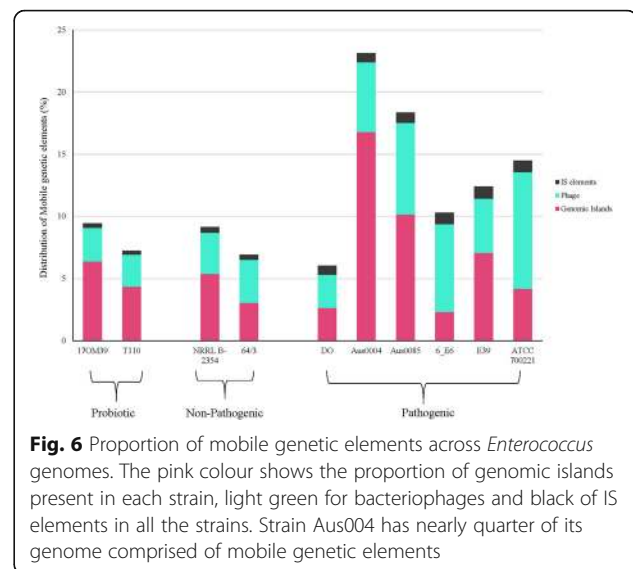 25
20
15
10
5
0
Distribution of Mobile genetic elements (%)
IS elements
Phage
Genomic Islands
17OM39 T110 NRRL B-2354 64/3 DO Aus0004 Aus0085 6_E6 E39 ATCC 700221
Probiotic Non-Pathogenic Pathogenic
Fig. 6 Proportion of mobile genetic elements across Enterococcus
genomes. The pink colour shows the proportion of genomic islands
present in each strain, light green for bacteriophages and black of IS
elements in all the strains. Strain Aus004 has nearly quarter of its
genome comprised of mobile genetic elements